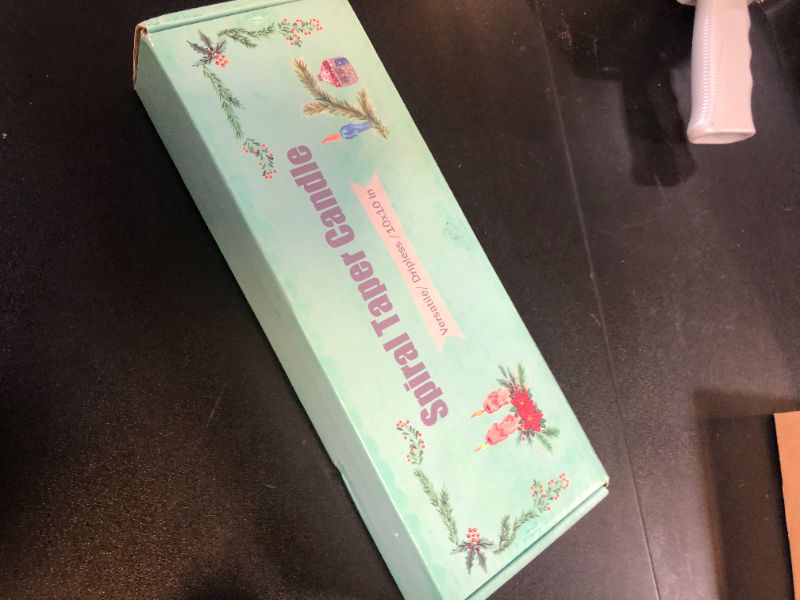 Spiral Taper Candle
Versatile/ Dripless /10x10 in